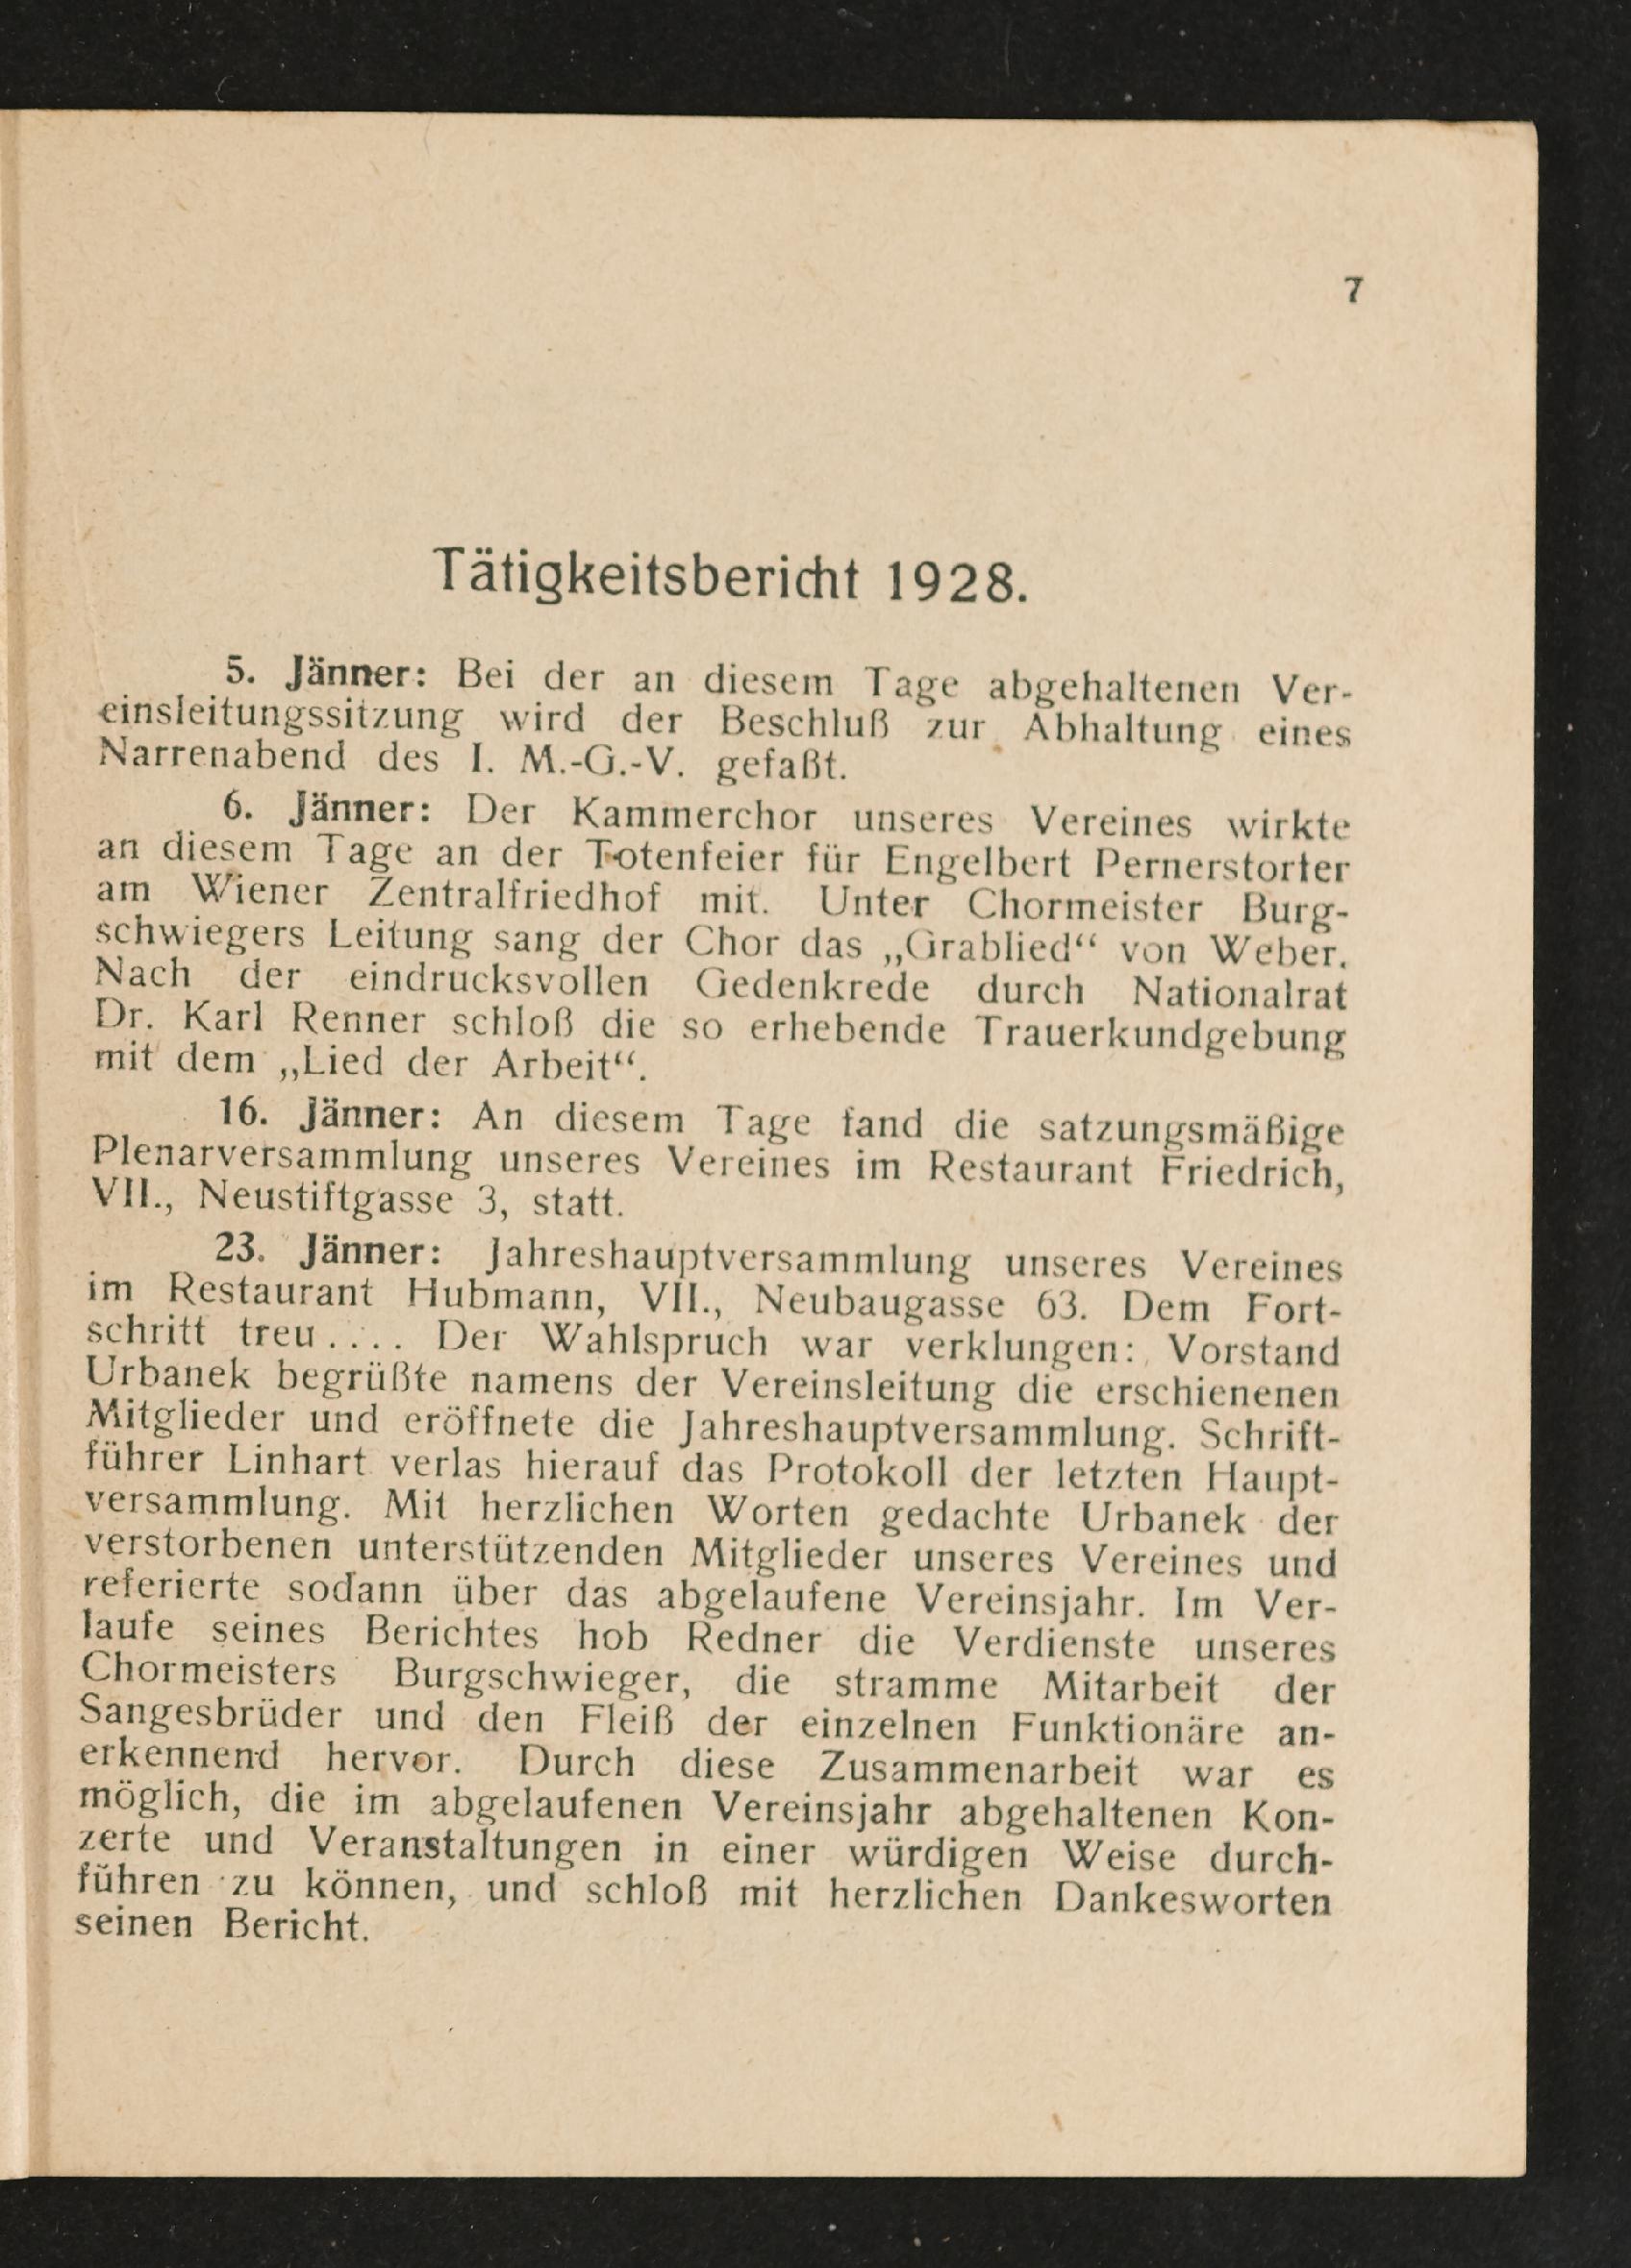 7
Tätigkeitsbericht 1928.
5. Jänner: Bei der an diesem Tage abgehaltenen Ver-
einsleitungssitzung wird der Beschluß zur Abhaltung eines
Narrenabend des I. M.-G.-V. gefaßt.
6. Jänner: Der Kammerchor unseres Vereines wirkte
an diesem Tage an der Totenfeier für Engelbert Pernerstorfer
am Wiener Zentralfriedhof mit. Unter Chormeister Burg-
schwiegers Leitung sang der Chor das „Grablied“ von Weber.
Nach der eindrucksvollen Gedenkrede durch Nationalrat
Dr. Karl Renner schloß die so erhebende Trauerkundgebung
mit dem „Lied der Arbeit“.
16. Jänner: An diesem Tage fand die satzungsmäßige
Plenarversammlung unseres Vereines im Restaurant Friedrich,
VII., Neustiftgasse 3, statt.
23. Jänner: Jahreshauptversammlung unseres Vereines
im Restaurant Hubmann, VII., Neubaugasse 63. Dem Fort-
schritt treu . . . . Der Wahlspruch war verklungen: Vorstand
Urbanek begrüßte namens der Vereinsleitung die erschienenen
Mitglieder und eröffnete die Jahreshauptversammlung. Schrift-
führer Linhart verlas hierauf das Protokoll der letzten Haupt-
versammlung. Mit herzlichen Worten gedachte Urbanek der
verstorbenen unterstützenden Mitglieder unseres Vereines und
referierte sodann über das abgelaufene Vereinsjahr. Im Ver-
laufe seines Berichtes hob Redner die Verdienste unseres
Chormeisters Burgschwieger, die stramme Mitarbeit der
Sangesbrüder und den Fleiß der einzelnen Funktionäre an-
erkennend hervor. Durch diese Zusammenarbeit war es
möglich, die im abgelaufenen Vereinsjahr abgehaltenen Kon-
zerte und Veranstaltungen in einer würdigen Weise durch-
führen zu können, und schloß mit herzlichen Dankesworten
seinen Bericht.